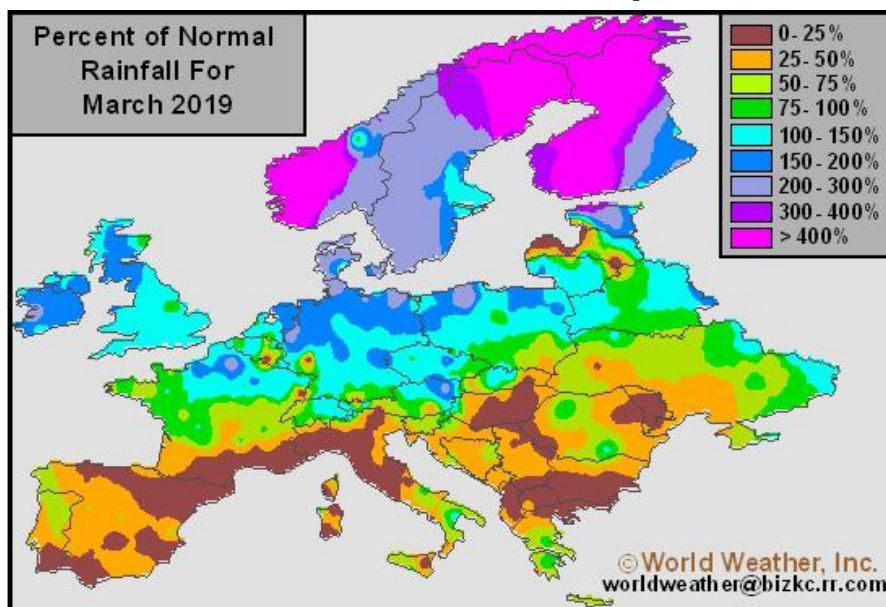 Percent of Normal
Rainfall For
March 2019
0- 25%
25 - 50%
50 - 75%
75 - 100%
100 - 150%
150 - 200%
200 - 300%
300 - 400%
> 400%
©World Weather, Inc.
worldweather@bizkc.rr.com